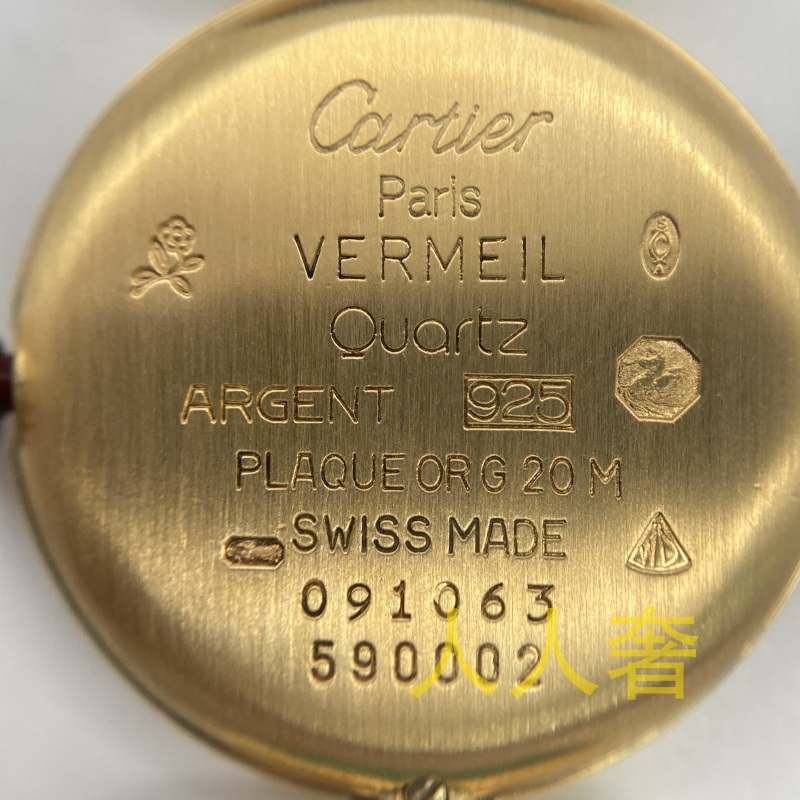 Cartier
Paris
VERMEIL
Quartz
ARGENT 925
PLAQUE OR G 20 M
SWISS MADE
091063
590002
人人奢